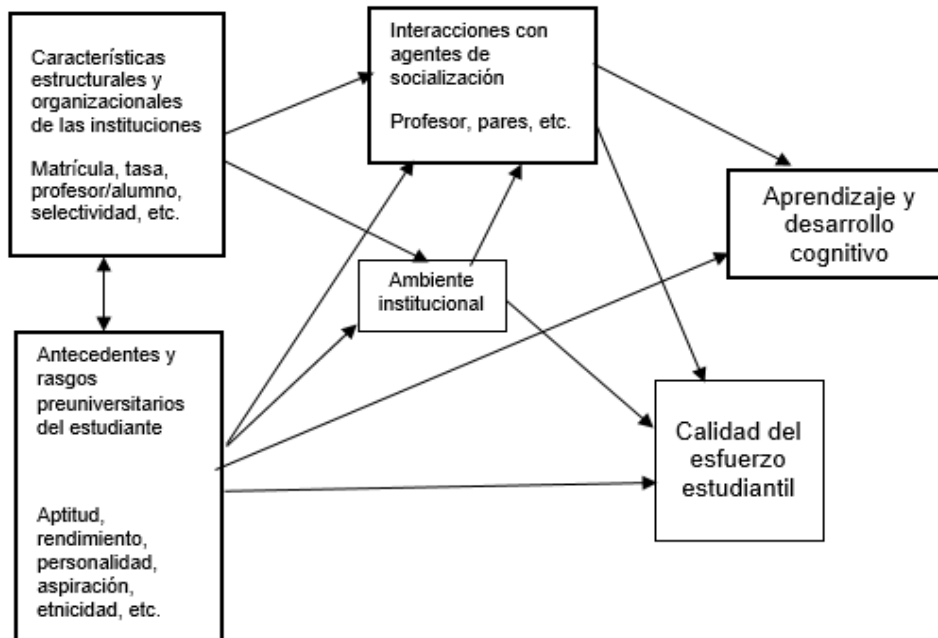 Características
estructurales y
organizacionales
de las instituciones
Matrícula, tasa,
profesor/alumno,
selectividad, etc.
Interacciones con
agentes de
socialización
Profesor, pares, etc.
Aprendizaje y
desarrollo
cognitivo
Ambiente
institucional
Antecedentes y
rasgos
preuniversitarios
del estudiante
Aptitud,
rendimiento,
personalidad,
aspiración,
etnicidad, etc.
Calidad del
esfuerzo
estudiantil